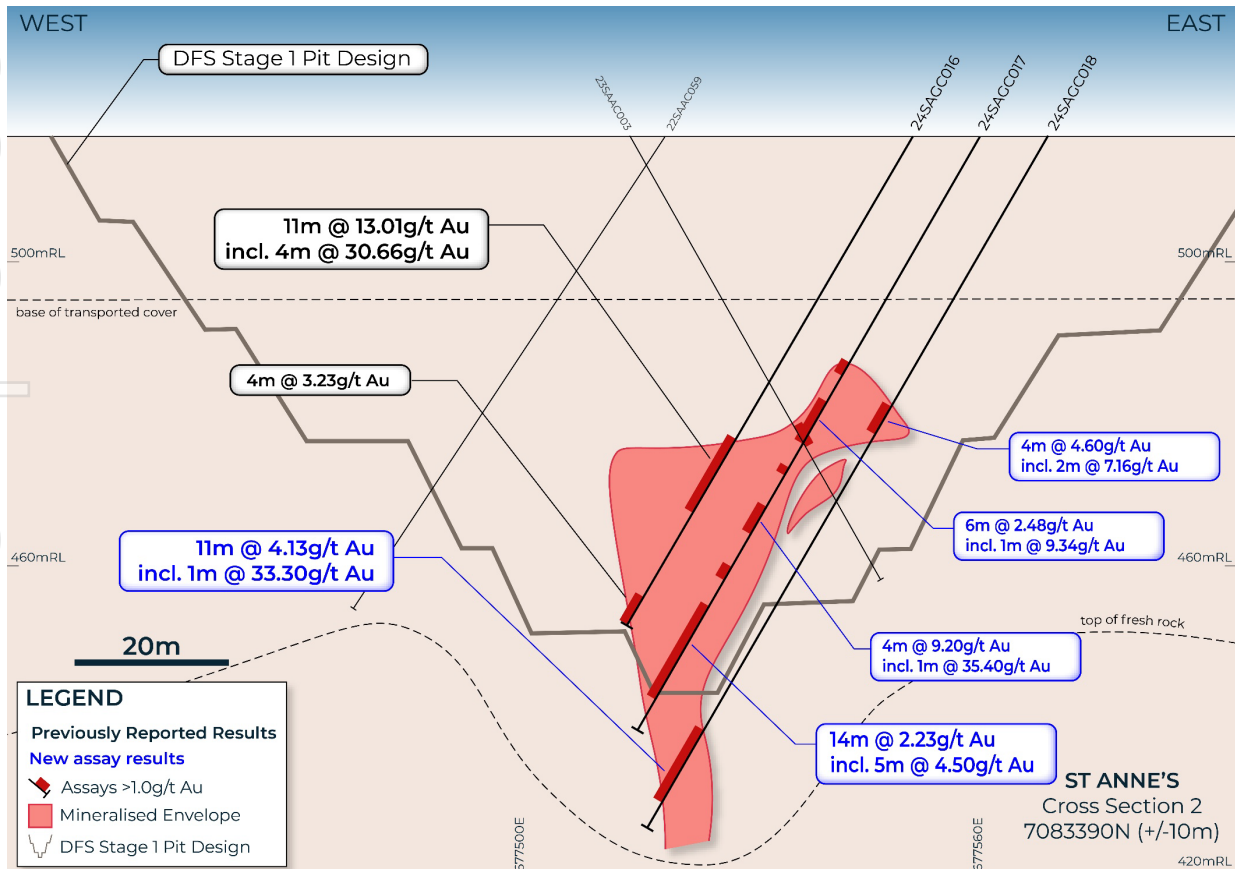 WEST
EAST
DFS Stage 1 Pit Design
23SAAC003
22SAAC059
24SAGC016
24SAGC017
24SAGC018
11m @ 13.01g/t Au
incl. 4m @ 30.66g/t Au
500mRL
500mRL
base of transported cover
4m @ 3.23g/t Au
4m @ 4.60g/t Au
incl. 2m @ 7.16g/t Au
6m @ 2.48g/t Au
incl. 1m @ 9.34g/t Au
11m @ 4.13g/t Au
incl. 1m @ 33.30g/t Au
460mRL
460mRL
top of fresh rock
4m @ 9.20g/t Au
incl. 1m @ 35.40g/t Au
20m
14m @ 2.23g/t Au
incl. 5m @ 4.50g/t Au
LEGEND
Previously Reported Results
New assay results
Assays >1.0g/t Au
Mineralised Envelope
DFS Stage 1 Pit Design
677500E
677560E
ST ANNE'S
Cross Section 2
7083390N (+/-10m)
420mRL